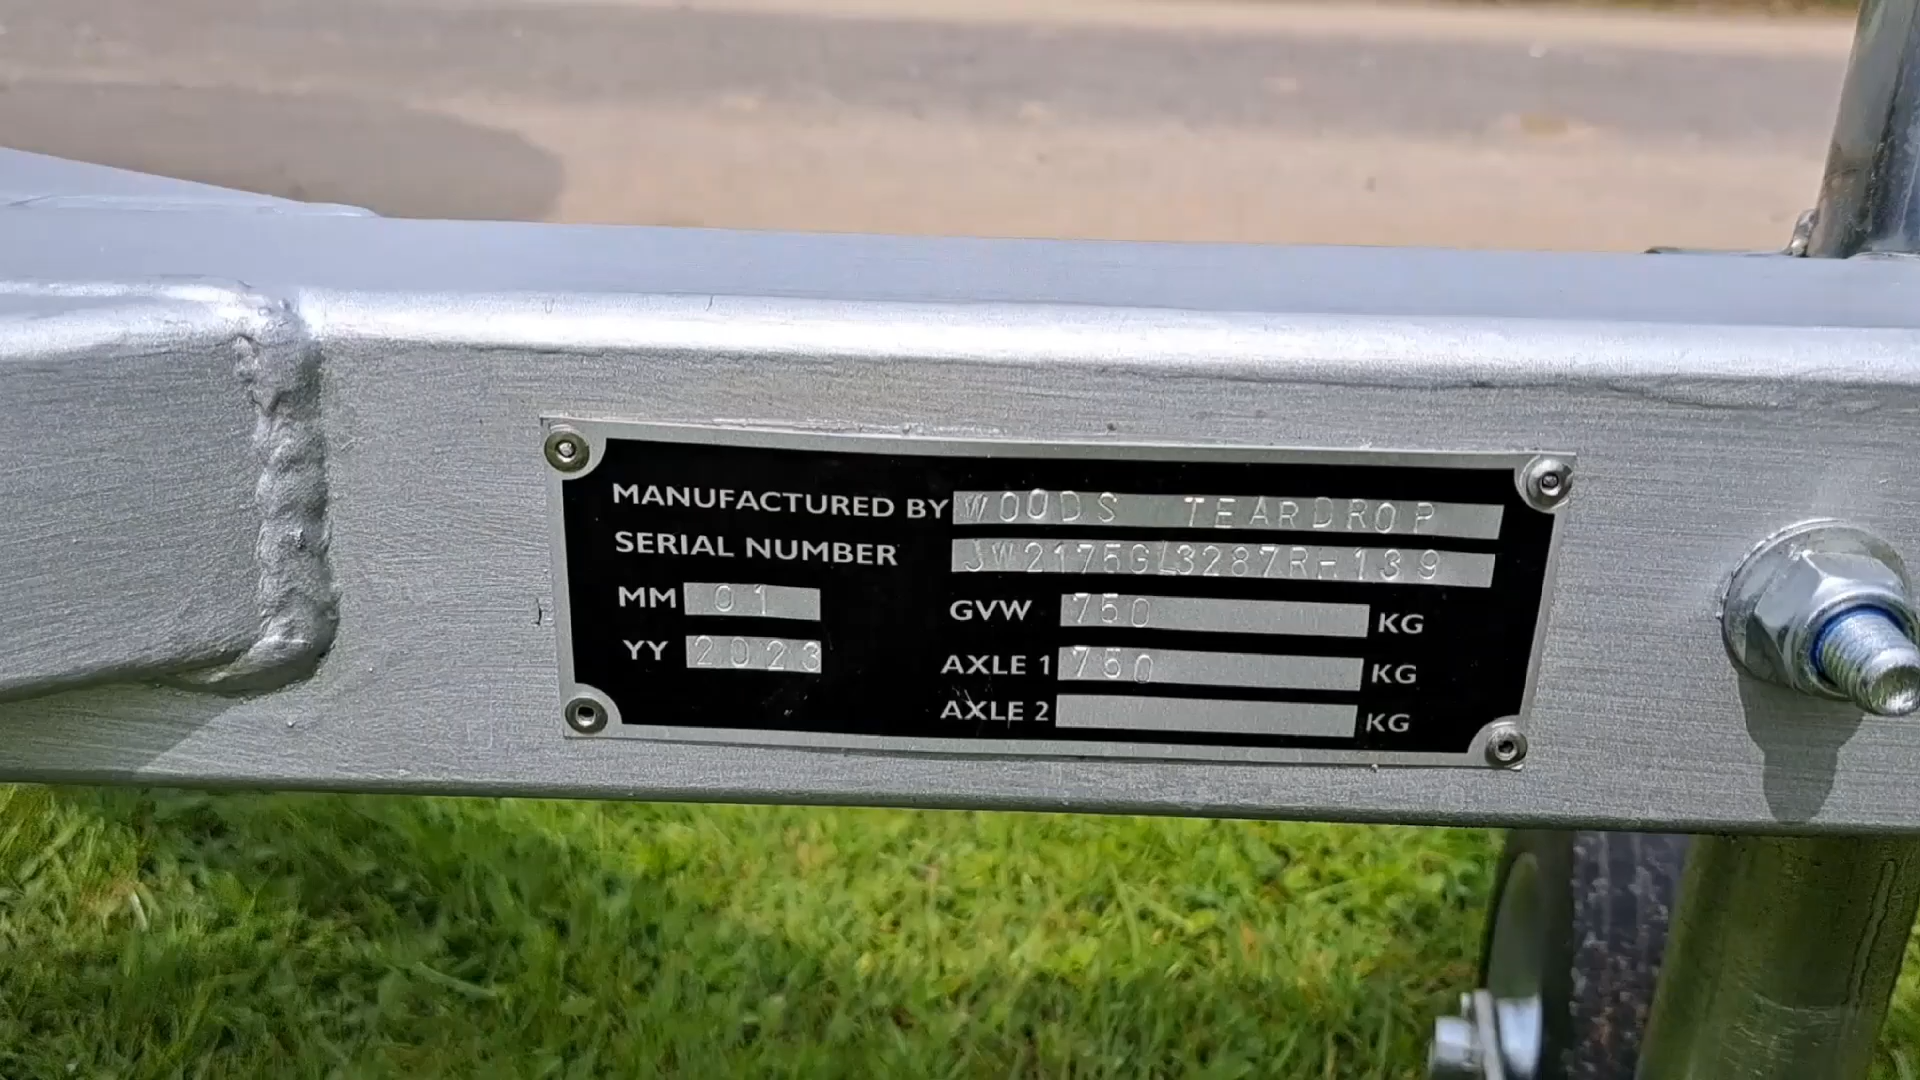 MANUFACTURED BY WOODS TEARDROP
SERIAL NUMBER JW2175GL3287RH139
MM 01
GVW 750 KG
YY 2023
AXLE 1 750 KG
AXLE 2 KG